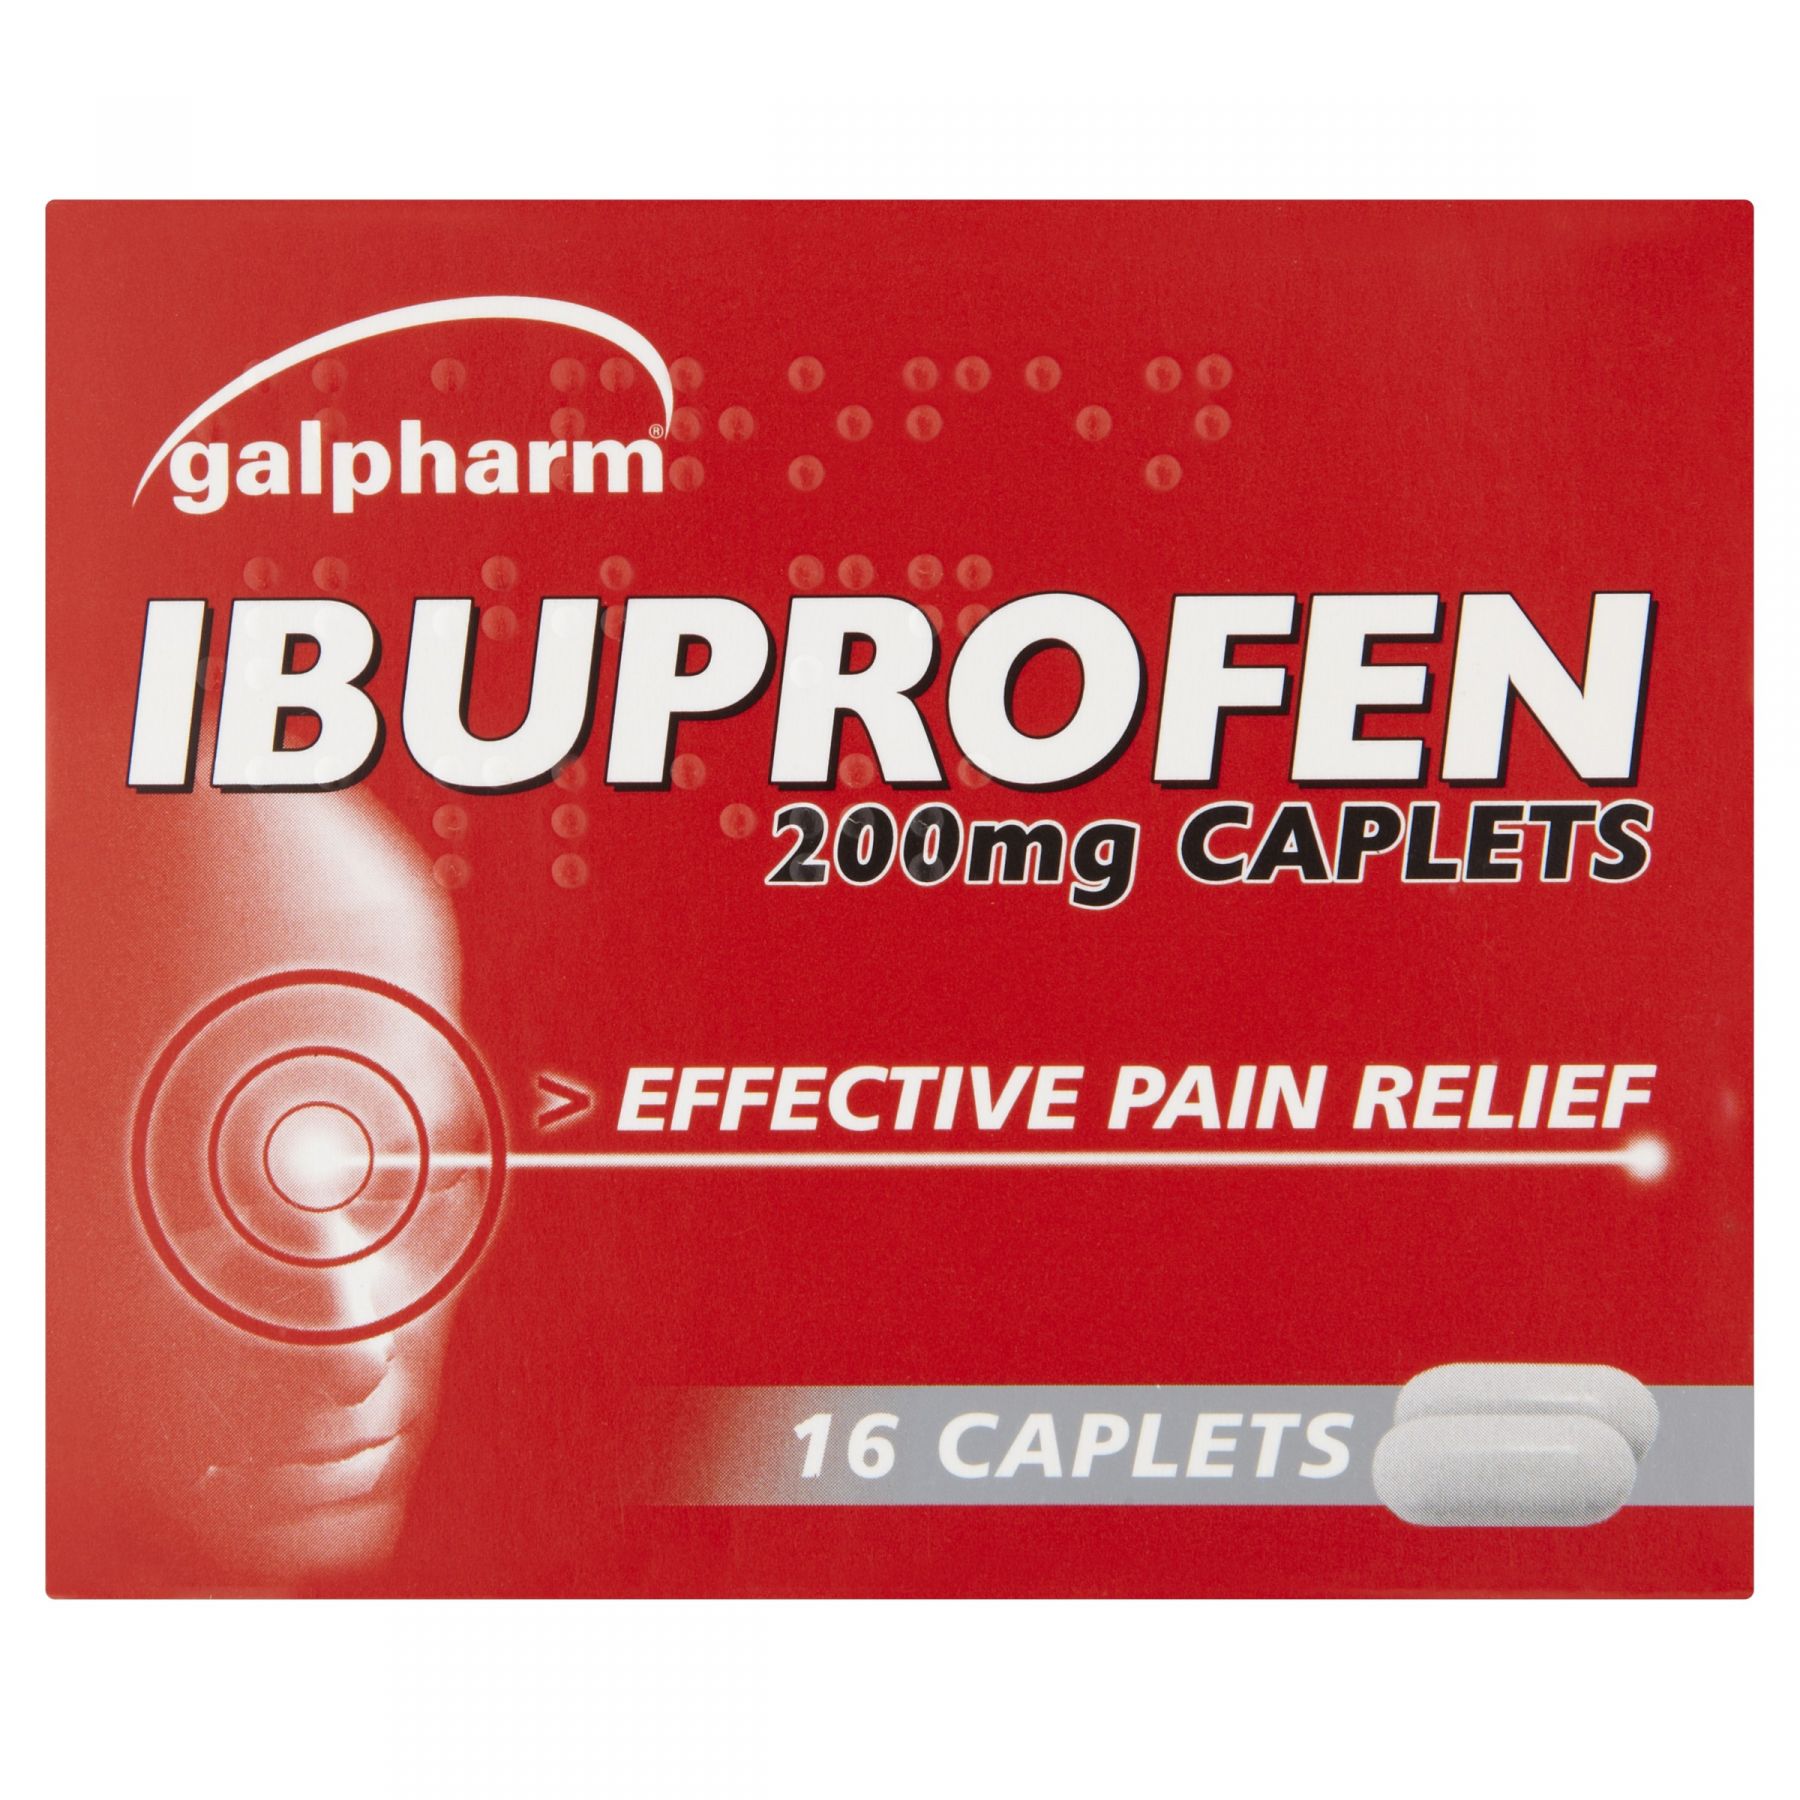 galpharm®
IBUPROFEN
200mg CAPLETS
> EFFECTIVE PAIN RELIEF
16 CAPLETS